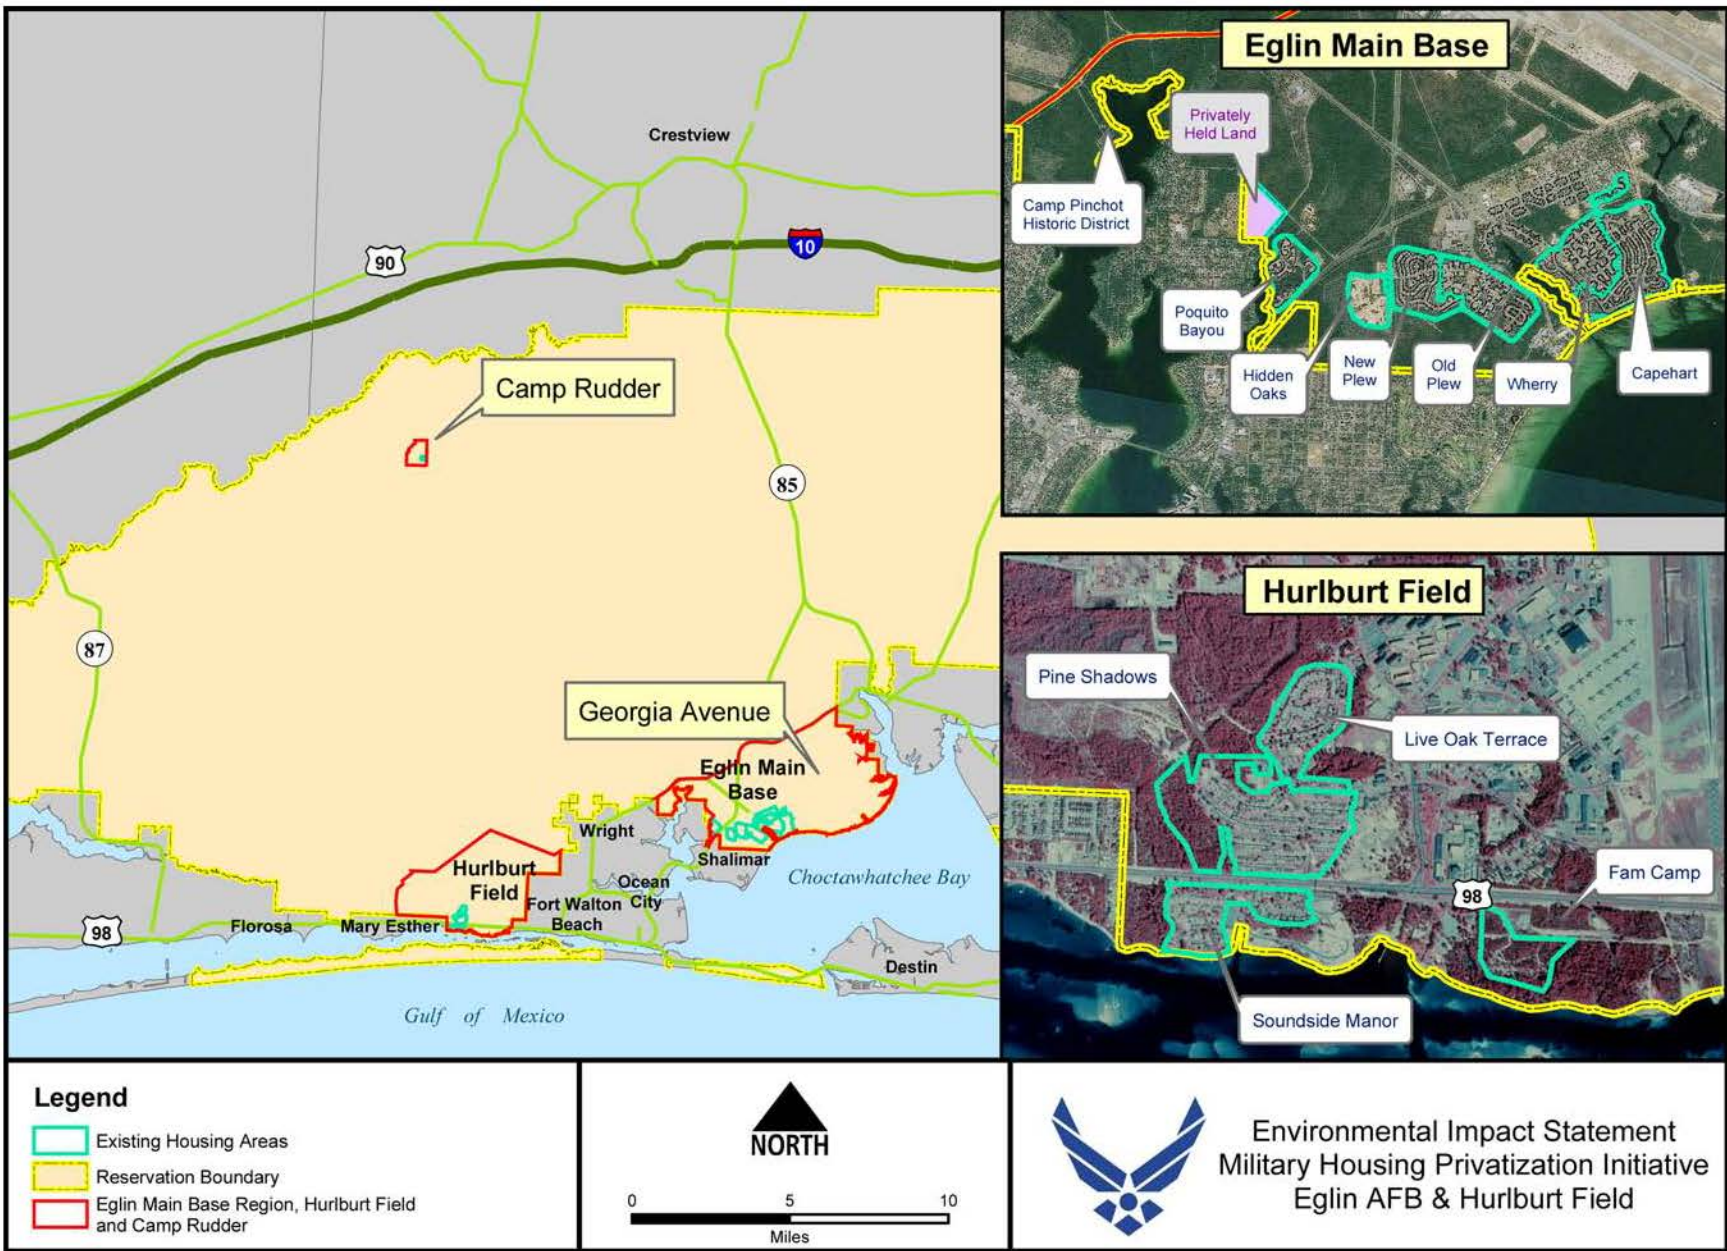 Crestview
90
10
Camp Rudder
85
87
Georgia Avenue
Eglin Main
Base
Wright
Shalimar
Hurlburt
Field
Ocean
City
Choctawhatchee Bay
Fort Walton
Beach
98
Florosa
Mary Esther
Destin
Gulf of Mexico
Eglin Main Base
Privately
Held Land
Camp Pinchot
Historic District
Poquito
Bayou
Hidden
Oaks
New
Plew
Old
Plew
Wherry
Capehart
Hurlburt Field
Pine Shadows
Live Oak Terrace
Fam Camp
98
Soundside Manor
Legend
Existing Housing Areas
Reservation Boundary
Eglin Main Base Region, Hurlburt Field
and Camp Rudder
NORTH
0 5 10
Miles
Environmental Impact Statement
Military Housing Privatization Initiative
Eglin AFB & Hurlburt Field